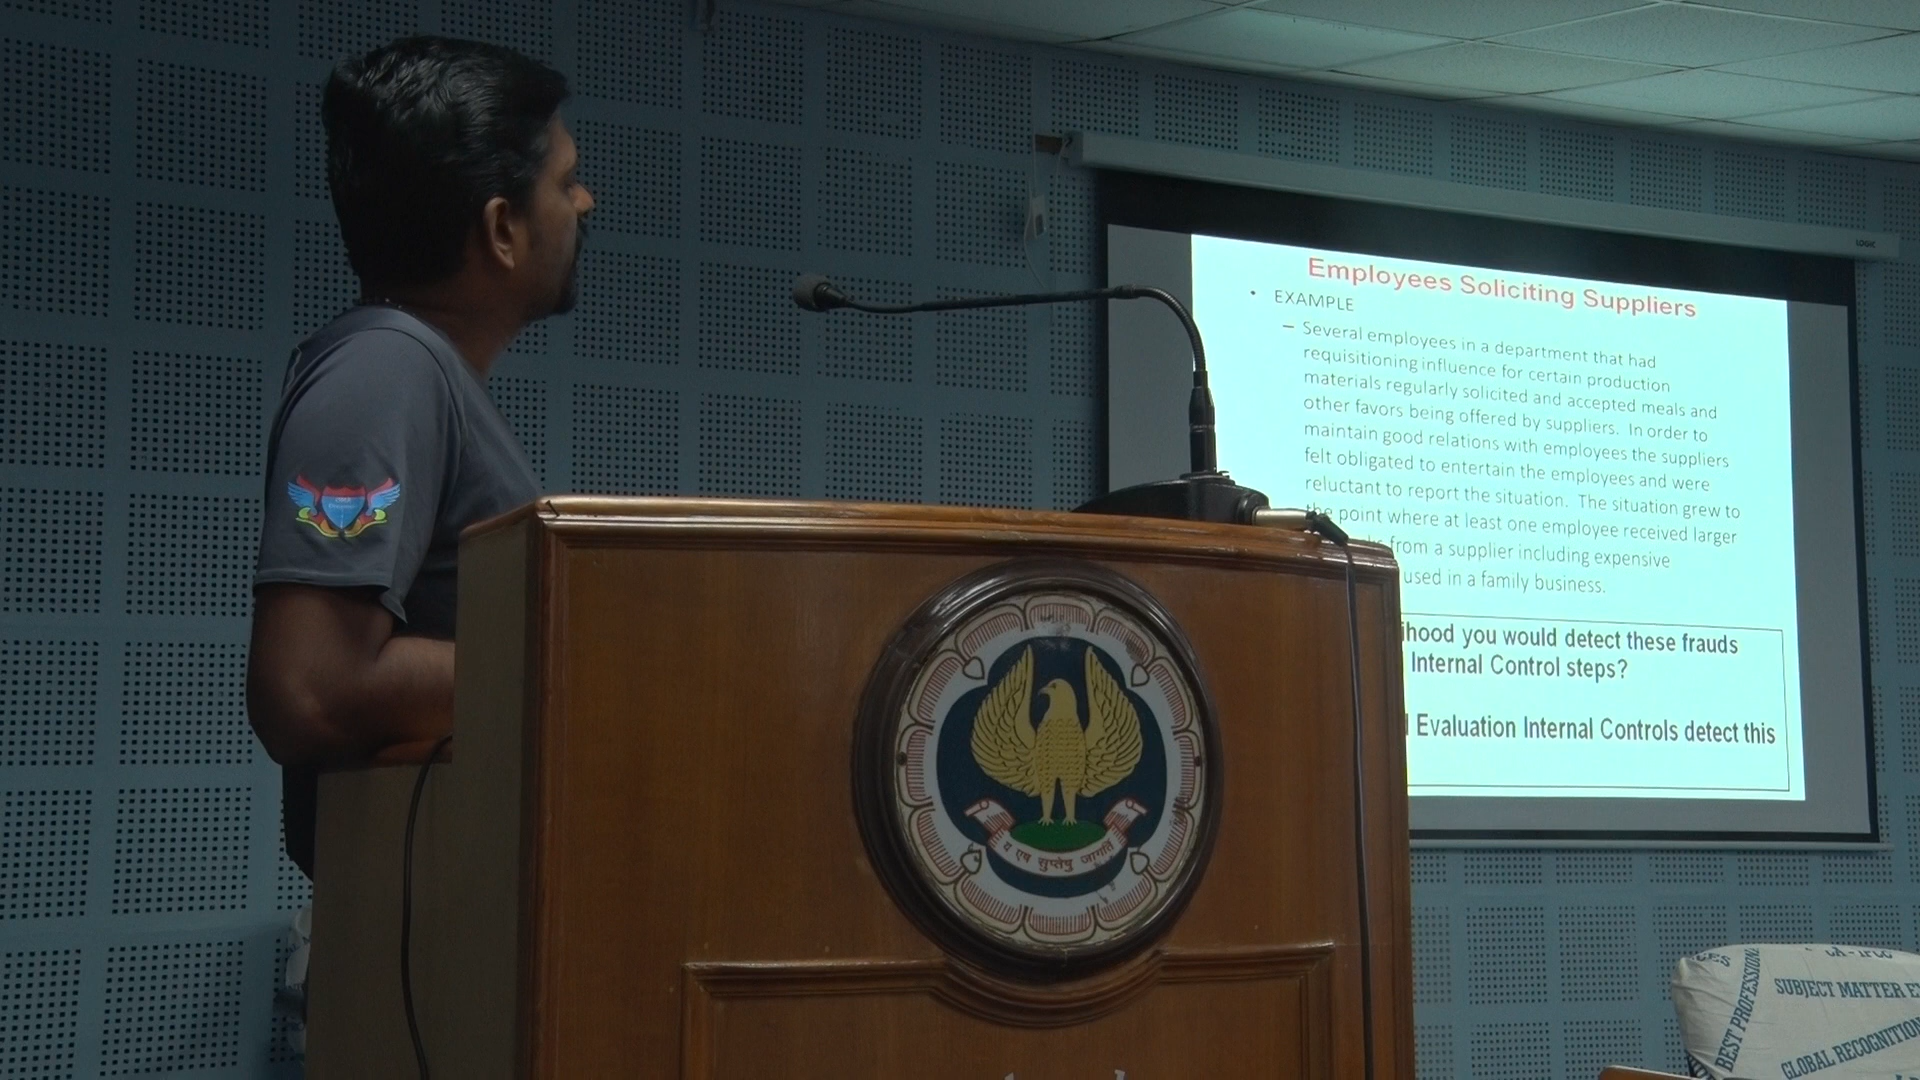 LOGIC
Employees Soliciting Suppliers
• EXAMPLE
– Several employees in a department that had
requisitioning influence for certain production
materials regularly solicited and accepted meals and
other favors being offered by suppliers. In order to
maintain good relations with employees the suppliers
felt obligated to entertain the employees and were
reluctant to report the situation. The situation grew to
the point where at least one employee received larger
from a supplier including expensive
used in a family business.
ihood you would detect these frauds
Internal Control steps?
Evaluation Internal Controls detect this
य एष सुप्तेषु जागर्ति
BEST PROFESSION
SUBJECT MATTER E
GLOBAL RECOGNITION